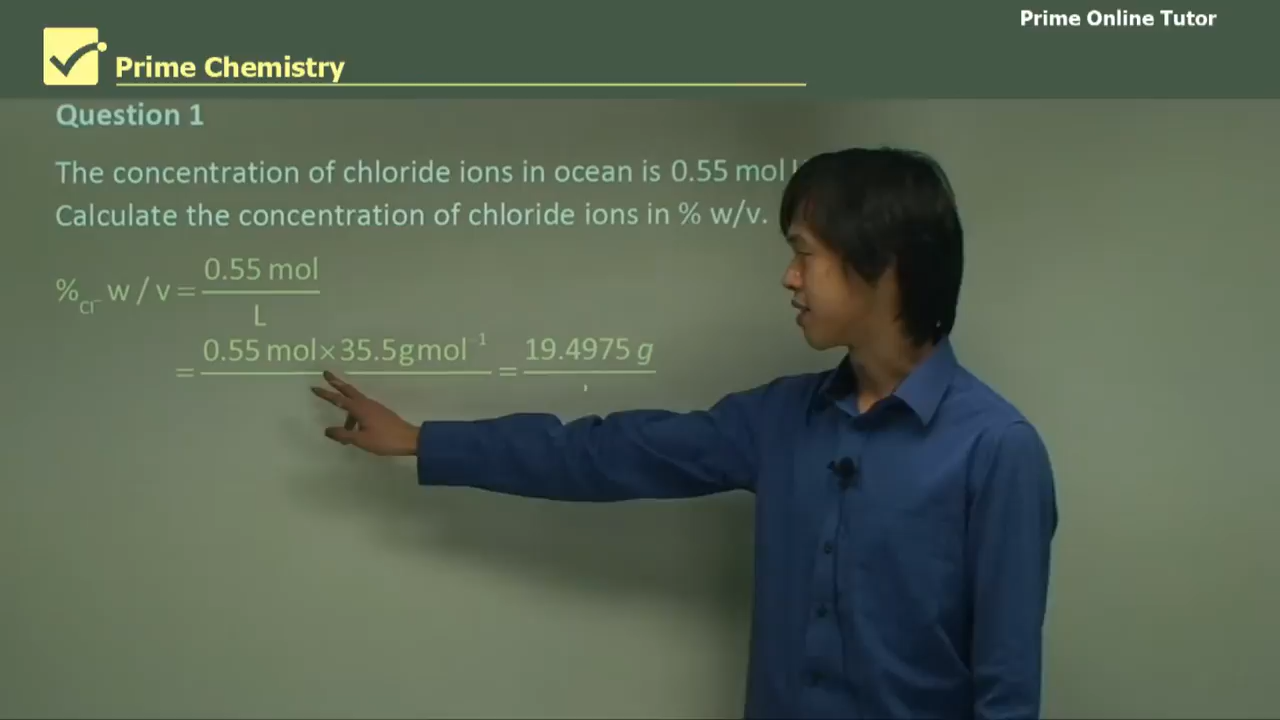 Prime Online Tutor
Prime Chemistry
Question 1
The concentration of chloride ions in ocean is 0.55 mol
Calculate the concentration of chloride ions in % w/v.
%Cl⁻ w / v = 0.55 mol / L
= 0.55 mol × 35.5 g mol⁻¹ = 19.4975 g